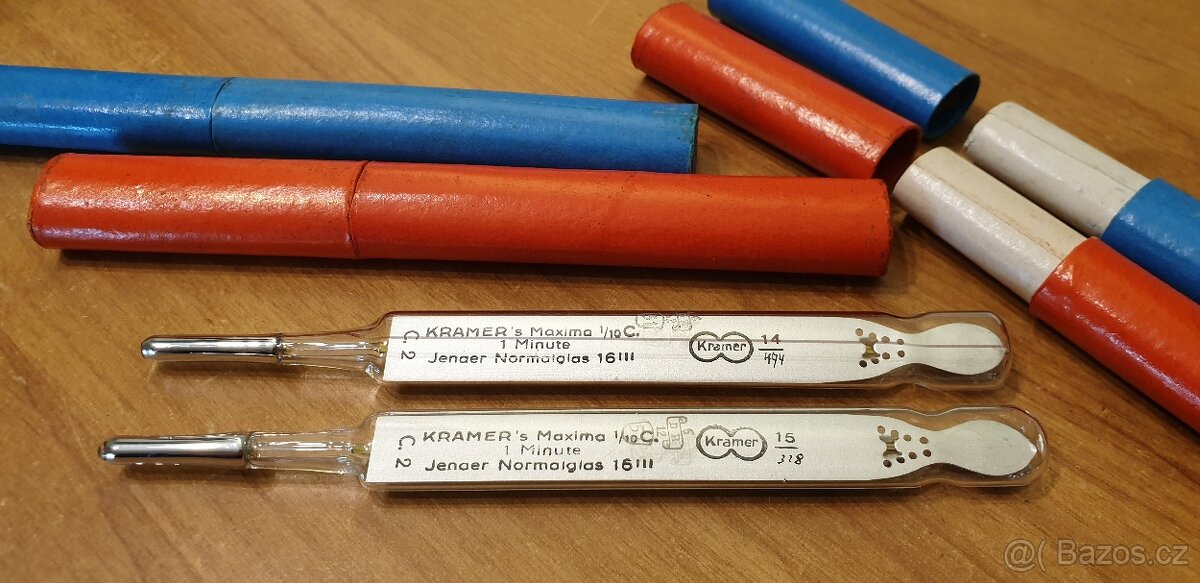 C. 2
KRAMER's Maxima 1/10 C.
1 Minute
Jenaer Normalglas 16III
Kramer
14
494
C. 2
KRAMER's Maxima 1/10 C.
1 Minute
Jenaer Normalglas 16III
Kramer
15
328
@( Bazos.cz